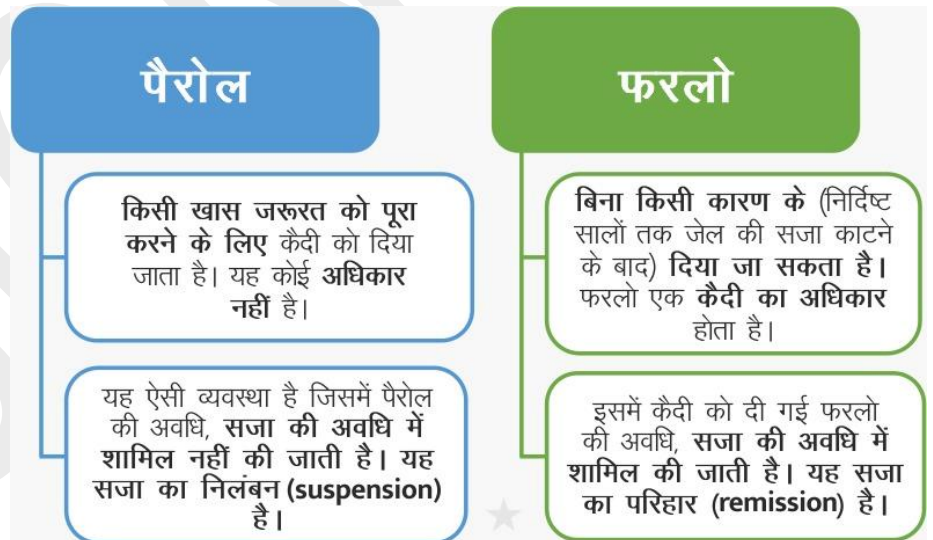 पैरोल
किसी खास जरूरत को पूरा
करने के लिए कैदी को दिया
जाता है। यह कोई अधिकार
नहीं है।
यह ऐसी व्यवस्था है जिसमें पैरोल
की अवधि, सजा की अवधि में
शामिल नहीं की जाती है। यह
सजा का निलंबन (suspension)
है।
फरलो
बिना किसी कारण के (निर्दिष्ट
सालों तक जेल की सजा काटने
के बाद) दिया जा सकता है।
फरलो एक कैदी का अधिकार
होता है।
इसमें कैदी को दी गई फरलो
की अवधि, सजा की अवधि में
शामिल की जाती है। यह सजा
का परिहार (remission) है।